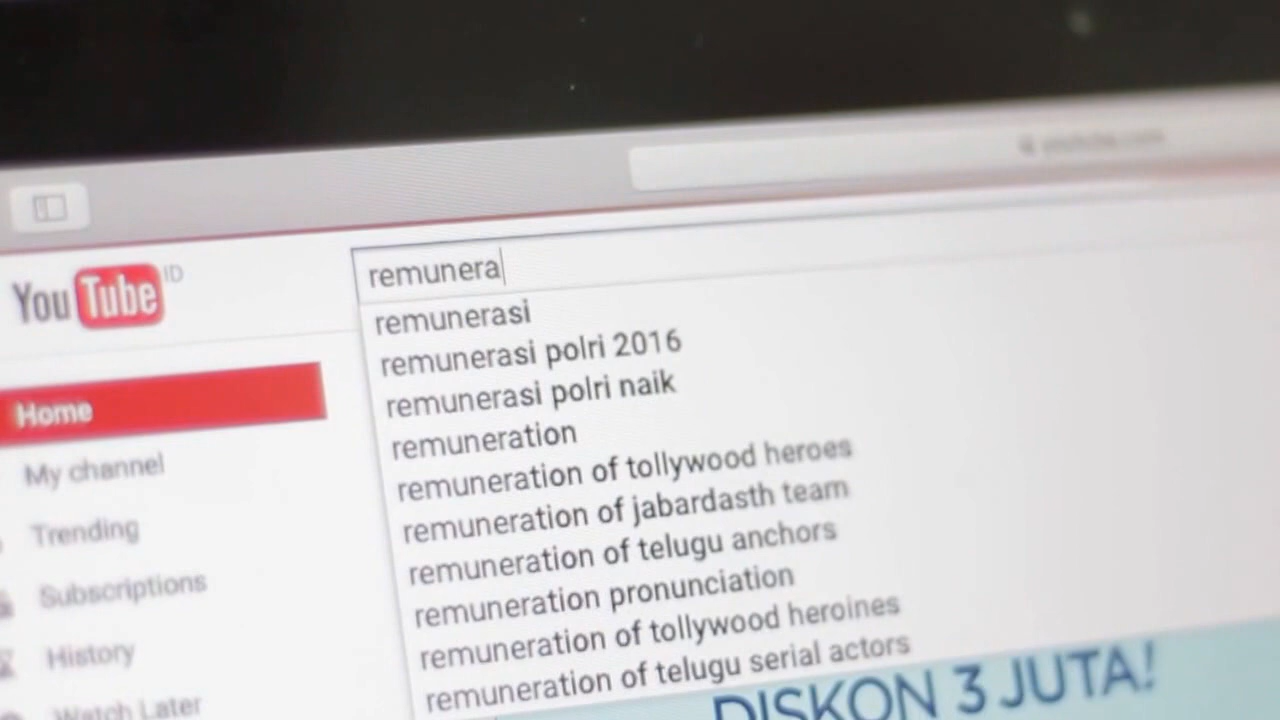 YouTube ID
remunera
remunerasi
remunerasi polri 2016
remunerasi polri naik
remuneration
remuneration of tollywood heroes
remuneration of jabardasth team
remuneration of telugu anchors
remuneration pronunciation
remuneration of tollywood heroines
remuneration of telugu serial actors
Home
My channel
Trending
Subscriptions
History
Watch Later
DISKON 3 JUTA!